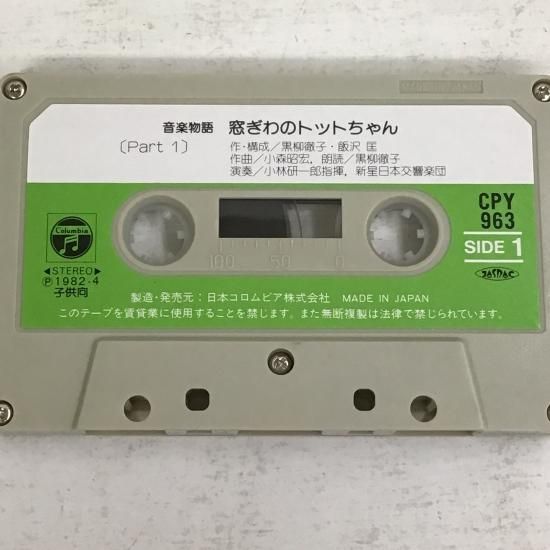 音楽物語 窓ぎわのトットちゃん
〔Part 1〕
作・構成／黒柳徹子・飯沢 匡
作曲／小森昭宏，朗読／黒柳徹子
演奏／小林研一郎指揮，新星日本交響楽団
Columbia
◀STEREO▶
Ⓟ1982・4
子供向
100 50 0
CPY
963
SIDE 1
JASRAC
製造・発売元：日本コロムビア株式会社 MADE IN JAPAN
このテープを賃貸業に使用することを禁じます。また無断複製は法律で禁じられています。